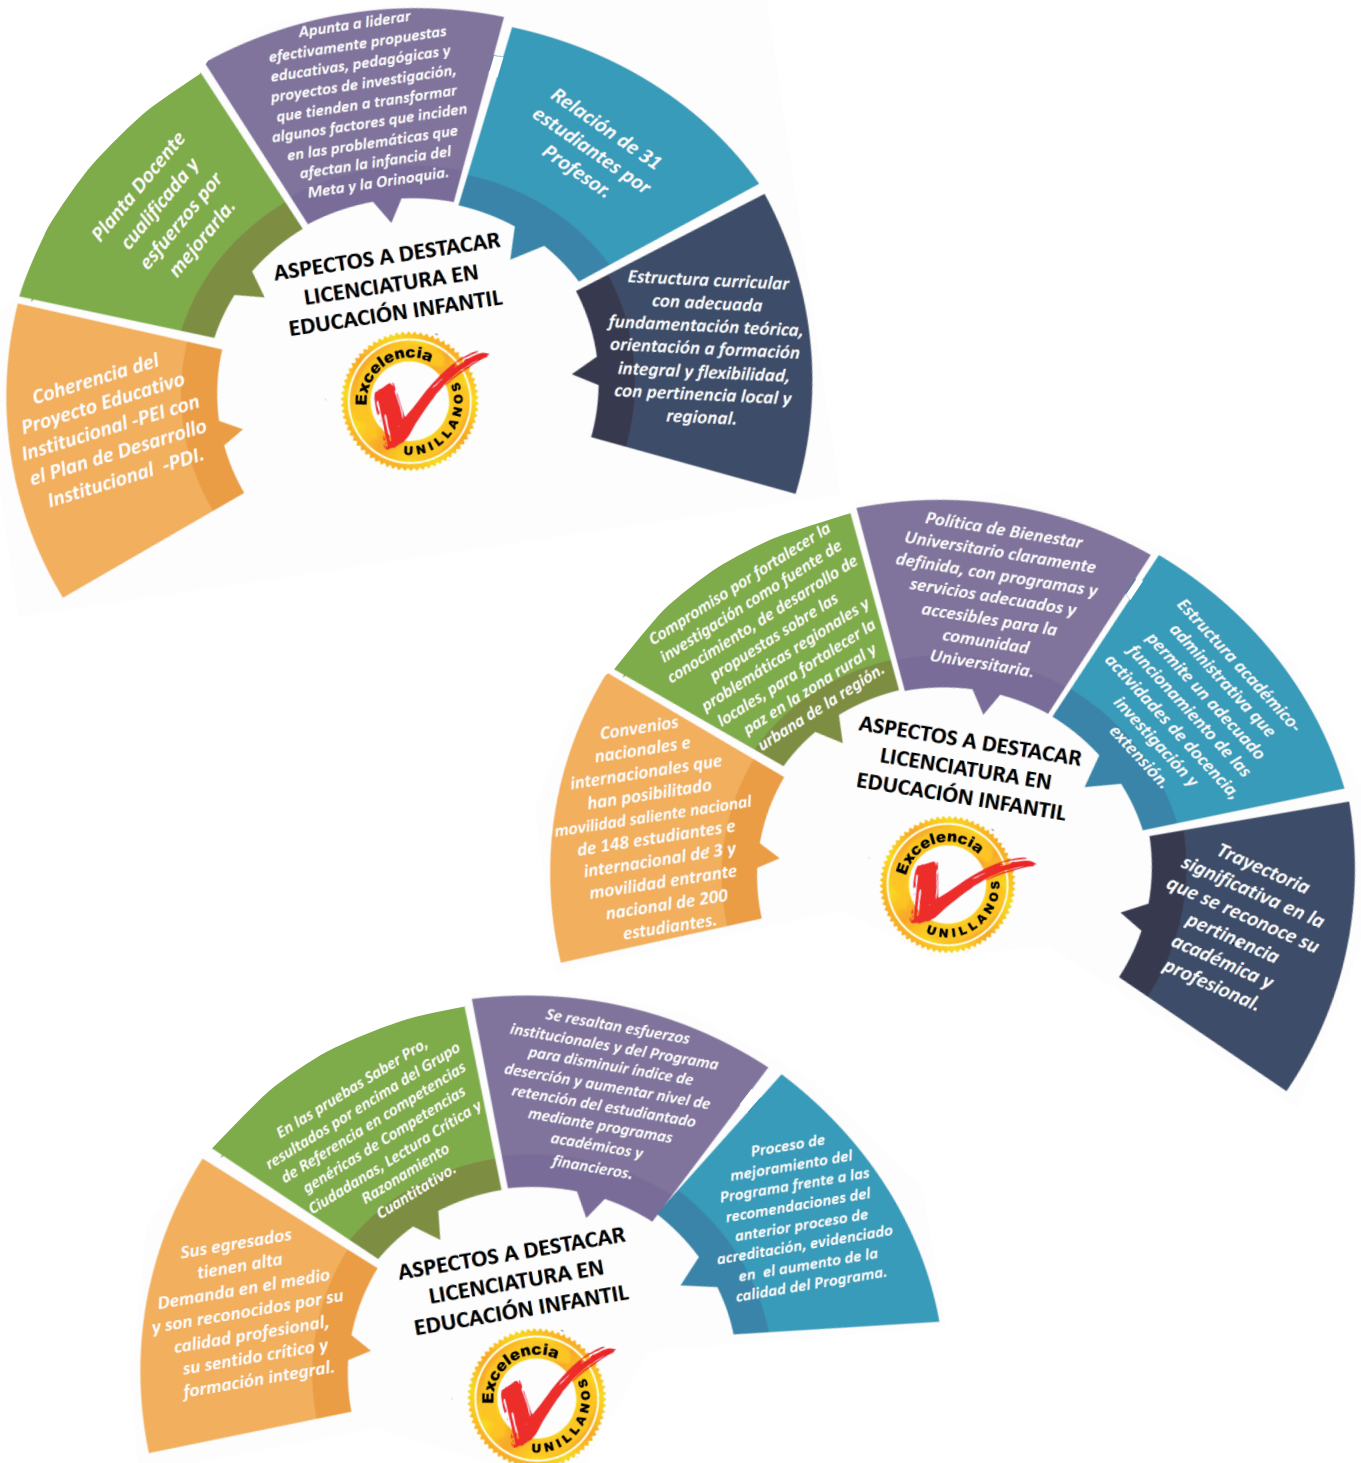 Coherencia del
Proyecto Educativo
Institucional -PEI con
el Plan de Desarrollo
Institucional -PDI.
Planta Docente
cualificada y
esfuerzos por
mejorarla.
Apunta a liderar
efectivamente propuestas
educativas, pedagógicas y
proyectos de investigación,
que tienden a transformar
algunos factores que inciden
en las problemáticas que
afectan la infancia del
Meta y la Orinoquia.
Relación de 31
estudiantes por
Profesor.
Estructura curricular
con adecuada
fundamentación teórica,
orientación a formación
integral y flexibilidad,
con pertinencia local y
regional.
ASPECTOS A DESTACAR
LICENCIATURA EN
EDUCACIÓN INFANTIL
Excelencia
UNILLANOS
Convenios
nacionales e
internacionales que
han posibilitado
movilidad saliente nacional
de 148 estudiantes e
internacional de 3 y
movilidad entrante
nacional de 200
estudiantes.
Compromiso por fortalecer la
investigación como fuente de
conocimiento, de desarrollo de
propuestas sobre las
problemáticas regionales y
locales, para fortalecer la
paz en la zona rural y
urbana de la región.
Política de Bienestar
Universitario claramente
definida, con programas y
servicios adecuados y
accesibles para la
comunidad
Universitaria.
Estructura académico-
administrativa que
permite un adecuado
funcionamiento de las
actividades de docencia,
investigación y
extensión.
Trayectoria
significativa en la
que se reconoce su
pertinencia
académica y
profesional.
ASPECTOS A DESTACAR
LICENCIATURA EN
EDUCACIÓN INFANTIL
Excelencia
UNILLANOS
Sus egresados
tienen alta
Demanda en el medio
y son reconocidos por su
calidad profesional,
su sentido crítico y
formación integral.
En las pruebas Saber Pro,
resultados por encima del Grupo
de Referencia en competencias
genéricas de Competencias
Ciudadanas, Lectura Crítica y
Razonamiento
Cuantitativo.
Se resaltan esfuerzos
institucionales y del Programa
para disminuir índice de
deserción y aumentar nivel de
retención del estudiantado
mediante programas
académicos y
financieros.
Proceso de
mejoramiento del
Programa frente a las
recomendaciones del
anterior proceso de
acreditación, evidenciado
en el aumento de la
calidad del Programa.
ASPECTOS A DESTACAR
LICENCIATURA EN
EDUCACIÓN INFANTIL
Excelencia
UNILLANOS